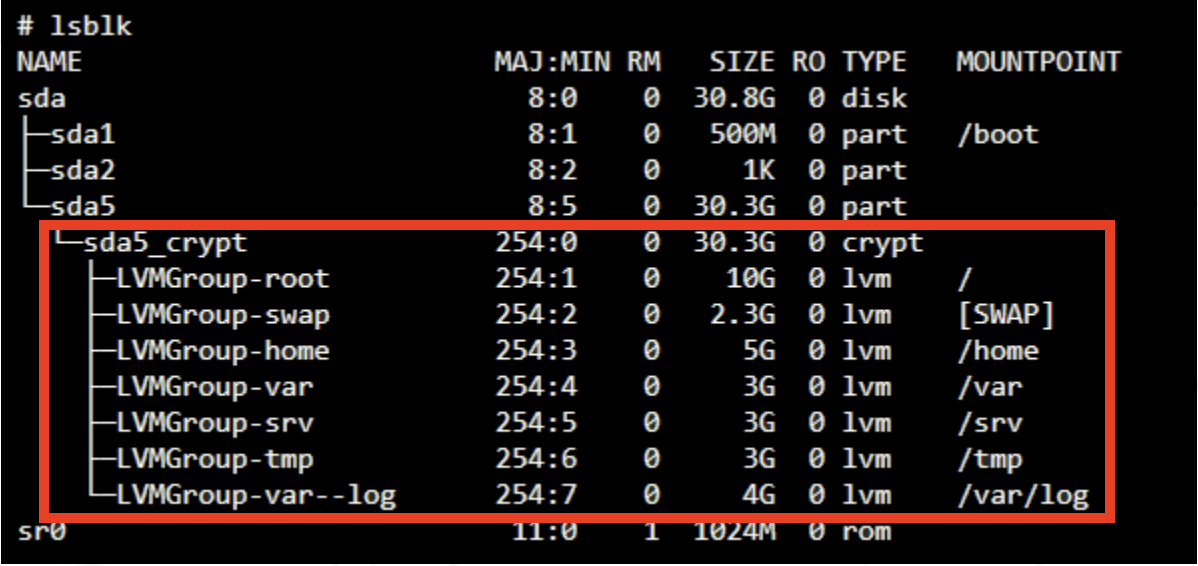 # lsblk
NAME                         MAJ:MIN RM   SIZE RO TYPE   MOUNTPOINT
sda                            8:0    0  30.8G  0 disk
├─sda1                         8:1    0   500M  0 part   /boot
├─sda2                         8:2    0     1K  0 part
└─sda5                         8:5    0  30.3G  0 part
  └─sda5_crypt               254:0    0  30.3G  0 crypt
    ├─LVMGroup-root          254:1    0    10G  0 lvm    /
    ├─LVMGroup-swap          254:2    0   2.3G  0 lvm    [SWAP]
    ├─LVMGroup-home          254:3    0     5G  0 lvm    /home
    ├─LVMGroup-var           254:4    0     3G  0 lvm    /var
    ├─LVMGroup-srv           254:5    0     3G  0 lvm    /srv
    ├─LVMGroup-tmp           254:6    0     3G  0 lvm    /tmp
    └─LVMGroup-var--log      254:7    0     4G  0 lvm    /var/log
sr0                           11:0    1  1024M  0 rom